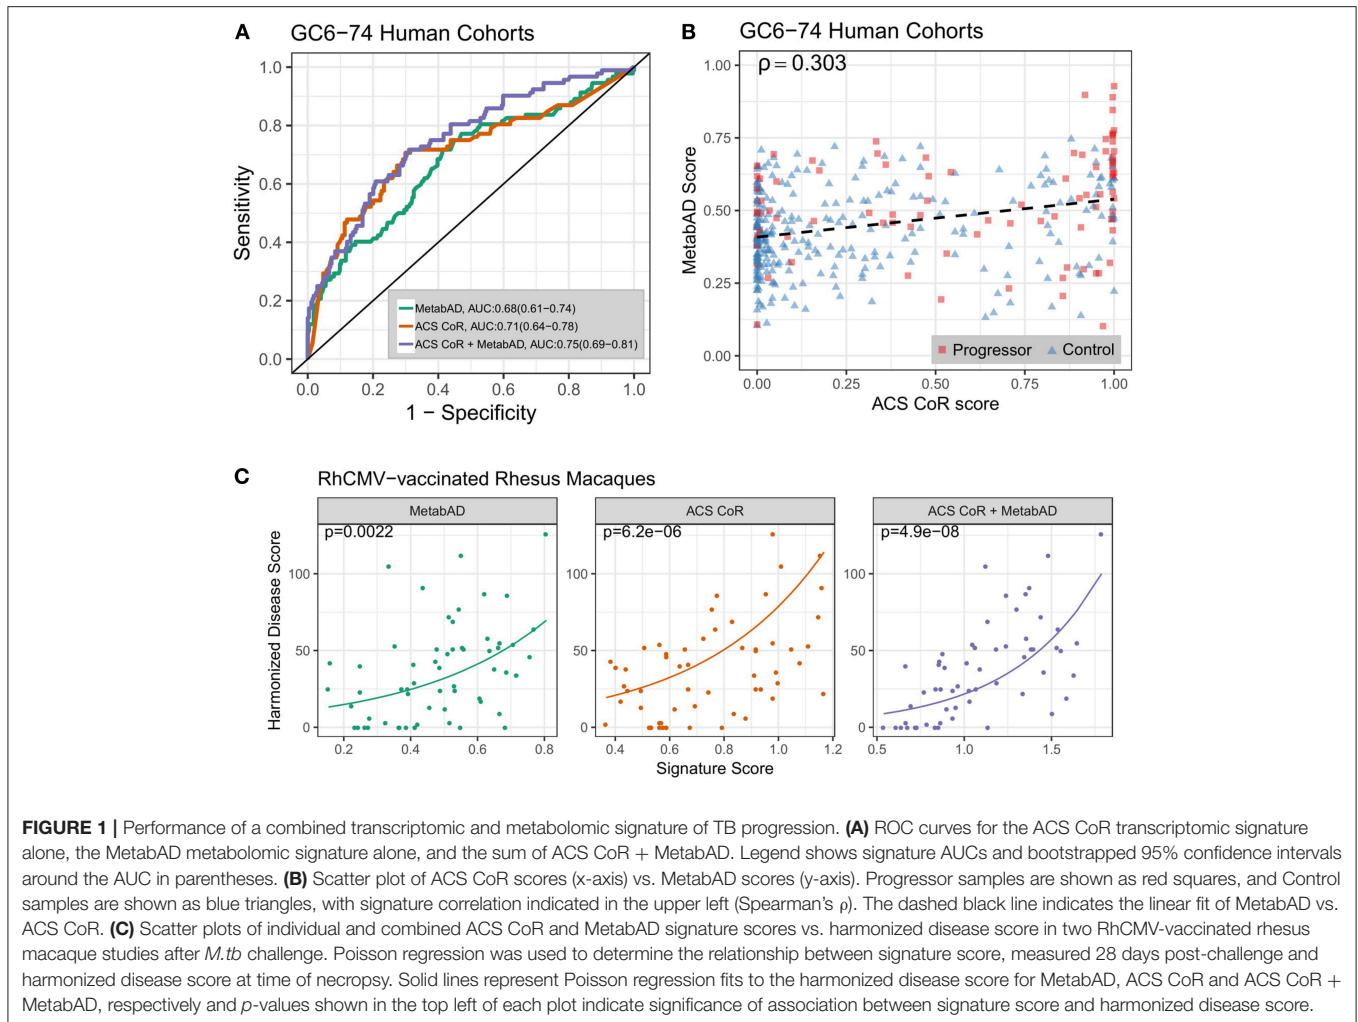 A GC6−74 Human Cohorts
1.0
0.8
0.6
0.4
0.2
0.0
Sensitivity
MetabAD, AUC:0.68(0.61−0.74)
ACS CoR, AUC:0.71(0.64−0.78)
ACS CoR + MetabAD, AUC:0.75(0.69−0.81)
0.0 0.2 0.4 0.6 0.8 1.0
1 − Specificity
B GC6−74 Human Cohorts
ρ = 0.303
1.00
0.75
0.50
0.25
0.00
MetabAD Score
Progressor Control
0.00 0.25 0.50 0.75 1.00
ACS CoR score
C RhCMV−vaccinated Rhesus Macaques
MetabAD ACS CoR ACS CoR + MetabAD
p=0.0022 p=6.2e−06 p=4.9e−08
Harmonized Disease Score
100 100 100
50 50 50
0 0 0
0.2 0.4 0.6 0.8 0.4 0.6 0.8 1.0 1.2 0.5 1.0 1.5
Signature Score
FIGURE 1 | Performance of a combined transcriptomic and metabolomic signature of TB progression. (A) ROC curves for the ACS CoR transcriptomic signature
alone, the MetabAD metabolomic signature alone, and the sum of ACS CoR + MetabAD. Legend shows signature AUCs and bootstrapped 95% confidence intervals
around the AUC in parentheses. (B) Scatter plot of ACS CoR scores (x-axis) vs. MetabAD scores (y-axis). Progressor samples are shown as red squares, and Control
samples are shown as blue triangles, with signature correlation indicated in the upper left (Spearman's ρ). The dashed black line indicates the linear fit of MetabAD vs.
ACS CoR. (C) Scatter plots of individual and combined ACS CoR and MetabAD signature scores vs. harmonized disease score in two RhCMV-vaccinated rhesus
macaque studies after M.tb challenge. Poisson regression was used to determine the relationship between signature score, measured 28 days post-challenge and
harmonized disease score at time of necropsy. Solid lines represent Poisson regression fits to the harmonized disease score for MetabAD, ACS CoR and ACS CoR +
MetabAD, respectively and p-values shown in the top left of each plot indicate significance of association between signature score and harmonized disease score.